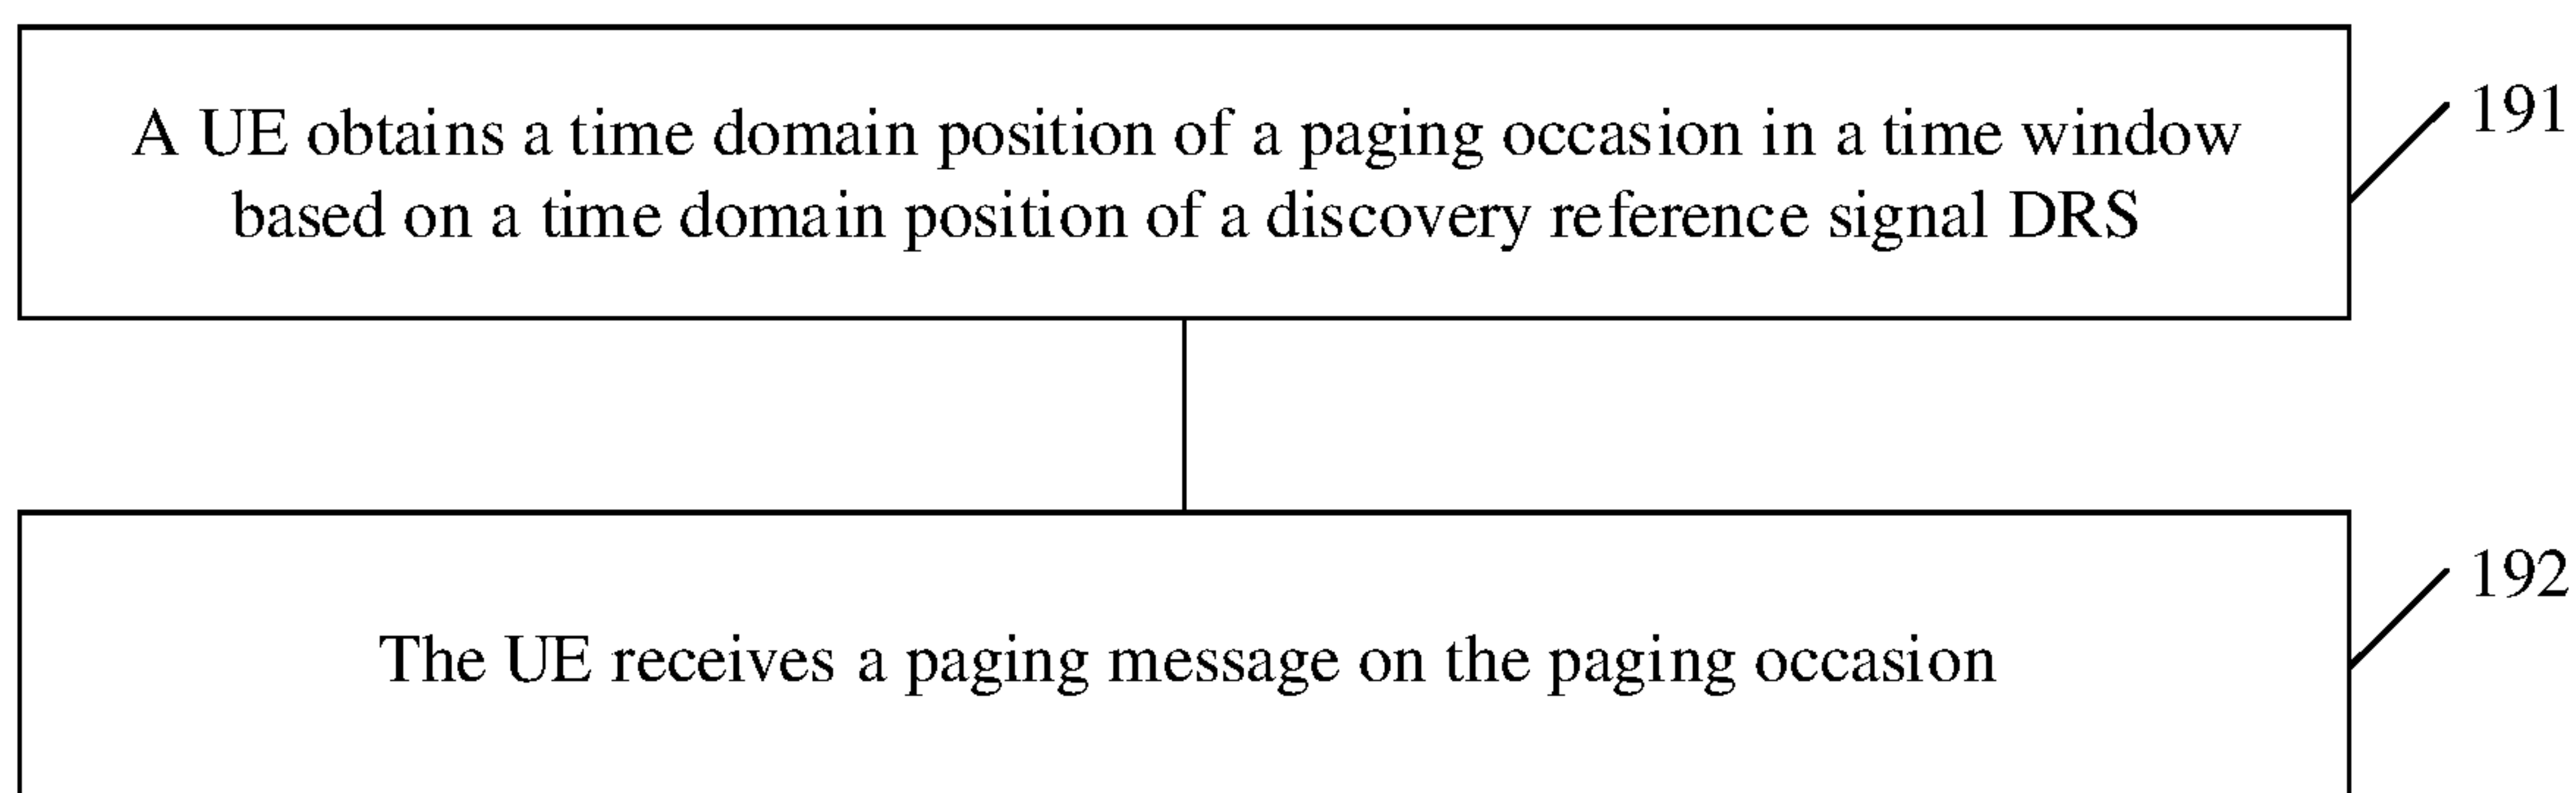 A UE obtains a time domain position of a paging occasion in a time window
based on a time domain position of a discovery reference signal DRS
191
The UE receives a paging message on the paging occasion
192